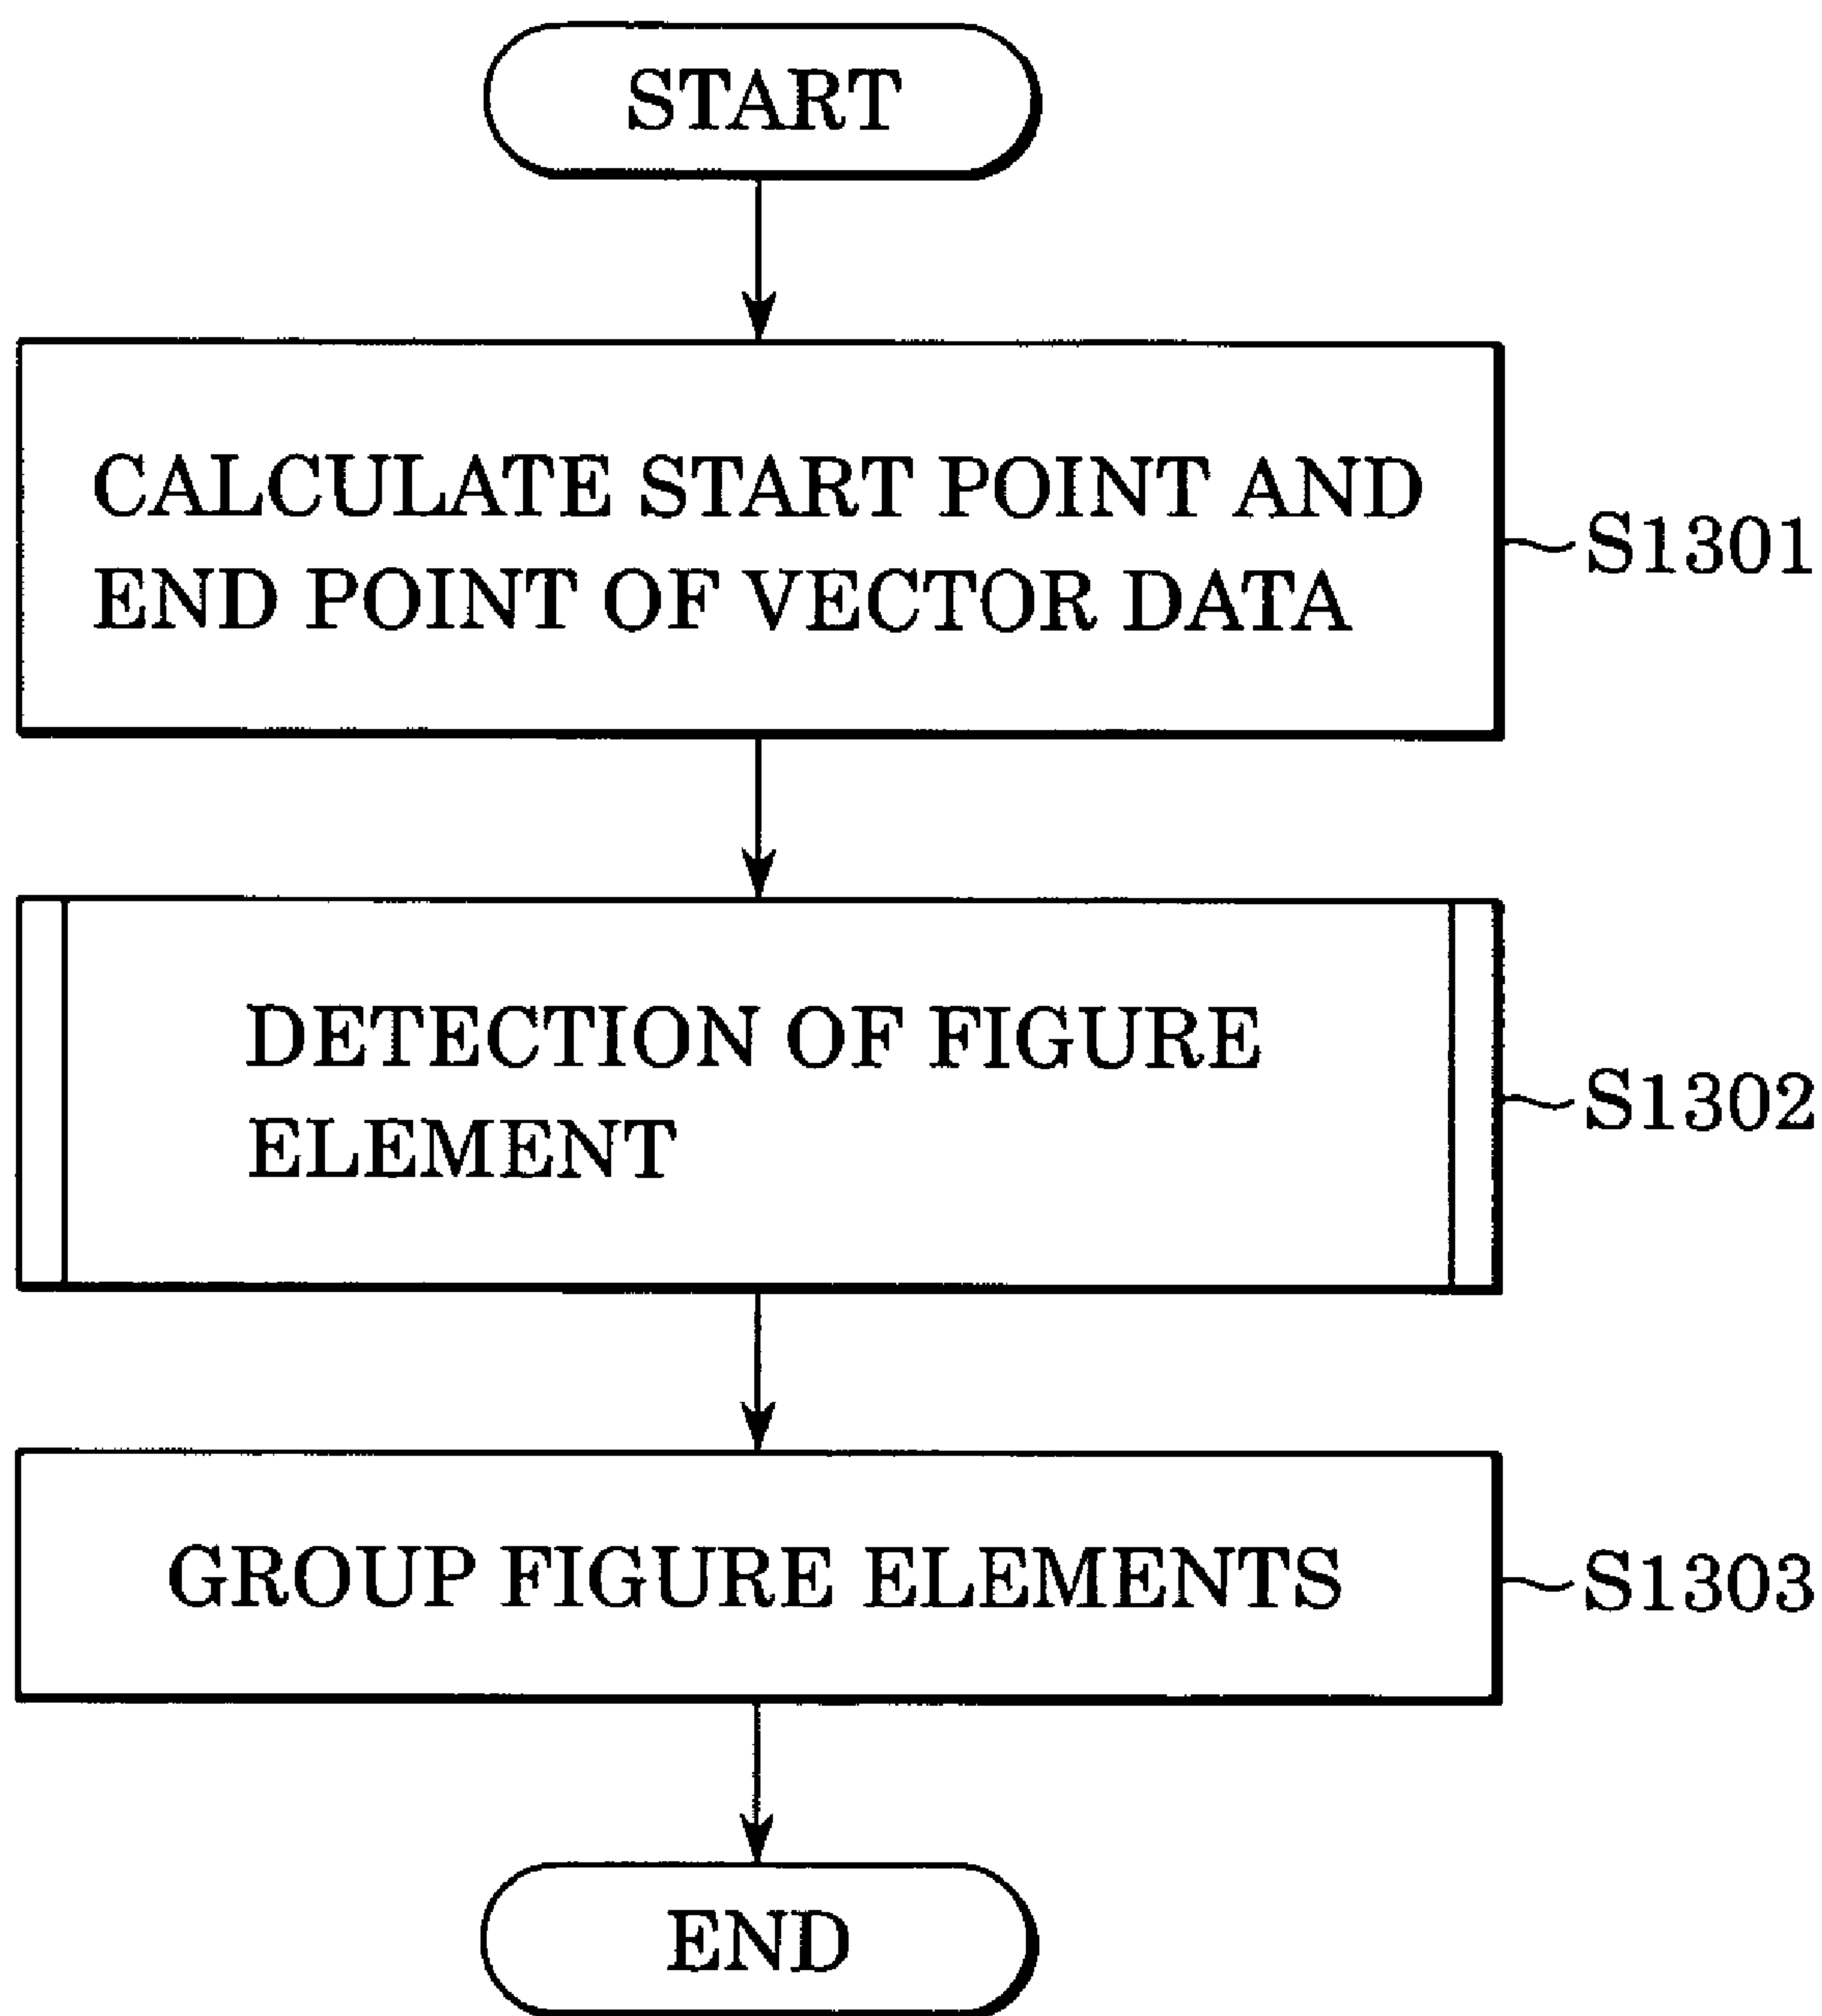 START
CALCULATE START POINT AND
END POINT OF VECTOR DATA
S1301
DETECTION OF FIGURE
ELEMENT
S1302
GROUP FIGURE ELEMENTS
S1303
END